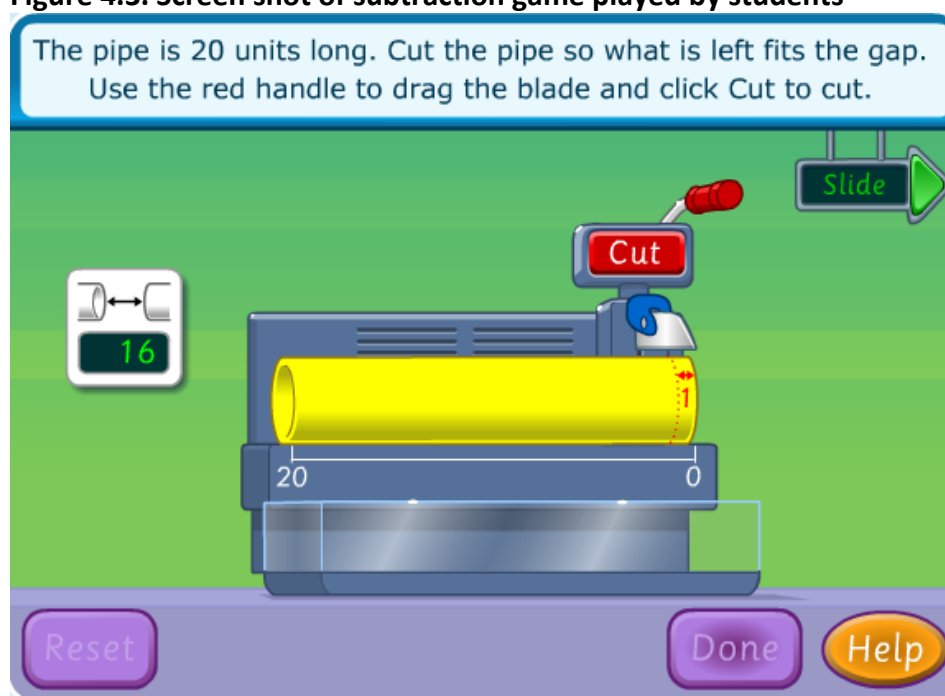 Figure 4.3. Screen shot of subtraction game played by students
The pipe is 20 units long. Cut the pipe so what is left fits the gap.
Use the red handle to drag the blade and click Cut to cut.
Slide
Cut
16
1
20
0
Reset
Done
Help